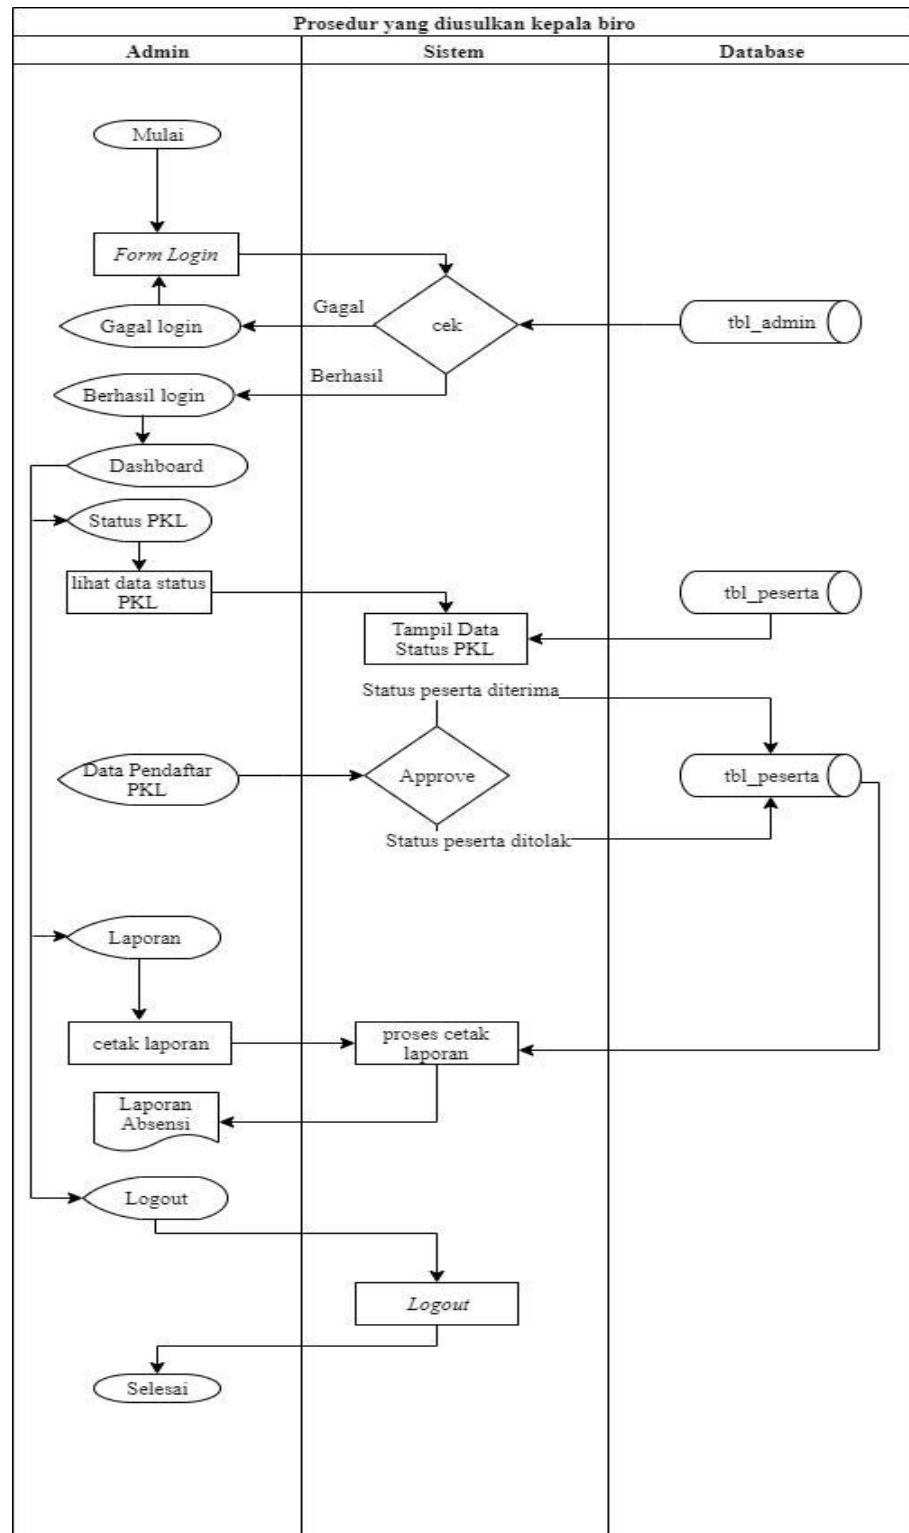 Prosedur yang diusulkan kepala biro
Admin
Sistem
Database
Mulai
Form Login
Gagal
Gagal login
cek
tbl_admin
Berhasil
Berhasil login
Dashboard
Status PKL
lihat data status
PKL
tbl_peserta
Tampil Data
Status PKL
Status peserta diterima
Data Pendaftar
PKL
Approve
tbl_peserta
Status peserta ditolak
Laporan
cetak laporan
proses cetak
laporan
Laporan
Absensi
Logout
Logout
Selesai